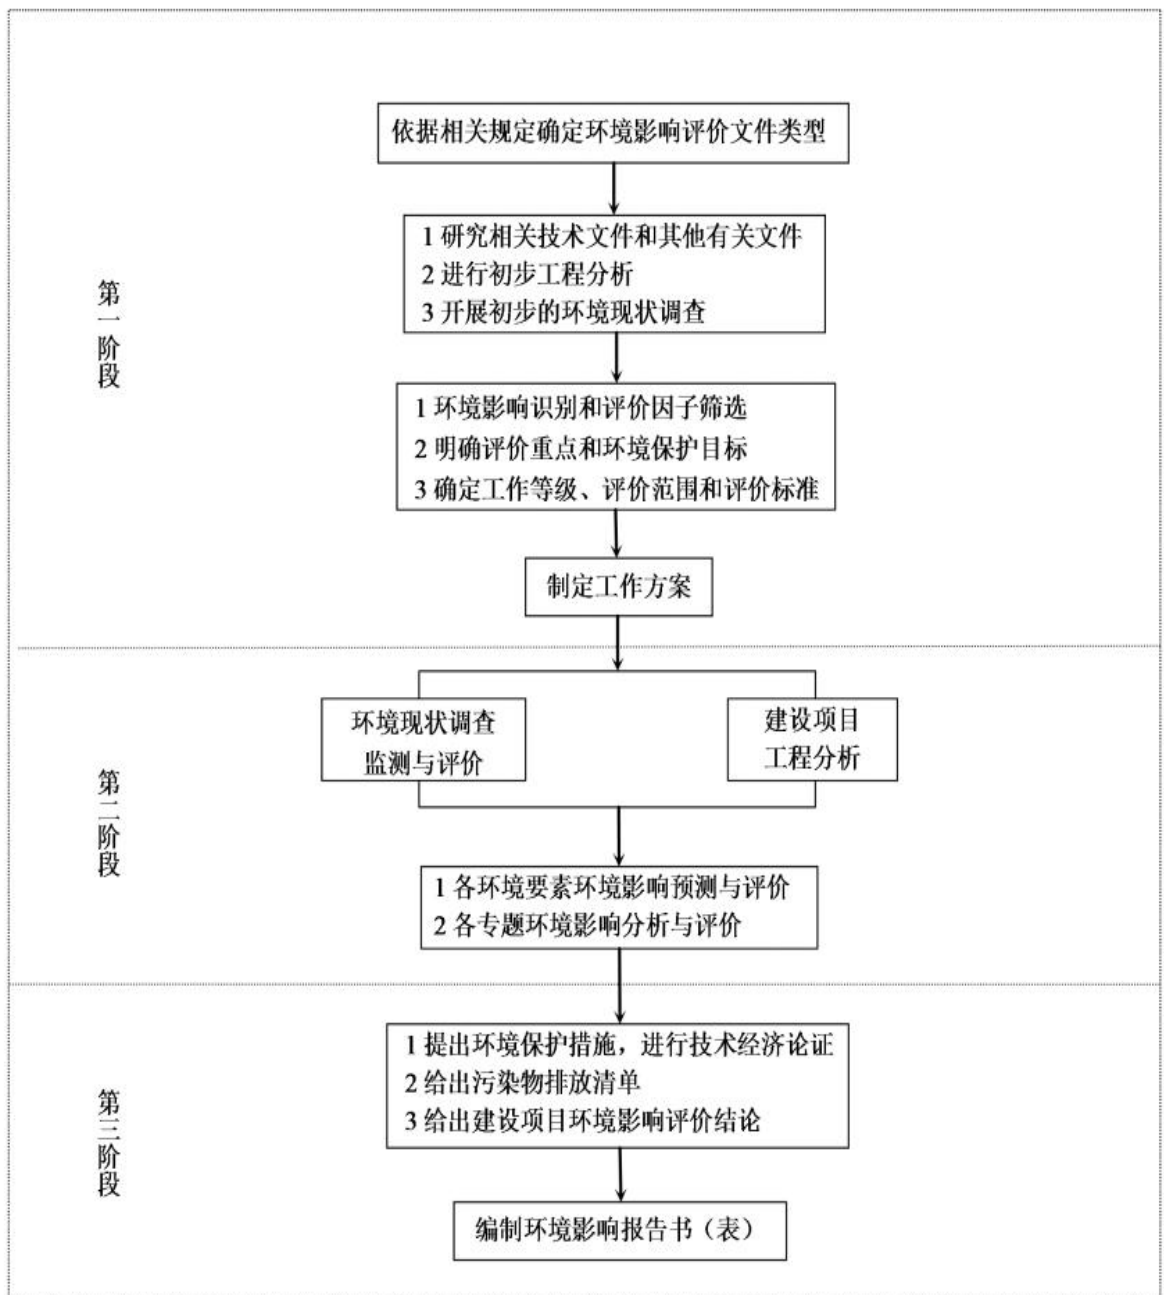 依据相关规定确定环境影响评价文件类型
1 研究相关技术文件和其他有关文件
2 进行初步工程分析
3 开展初步的环境现状调查
第一阶段
1 环境影响识别和评价因子筛选
2 明确评价重点和环境保护目标
3 确定工作等级、评价范围和评价标准
制定工作方案
环境现状调查
监测与评价
建设项目
工程分析
第二阶段
1 各环境要素环境影响预测与评价
2 各专题环境影响分析与评价
1 提出环境保护措施，进行技术经济论证
2 给出污染物排放清单
3 给出建设项目环境影响评价结论
第三阶段
编制环境影响报告书（表）